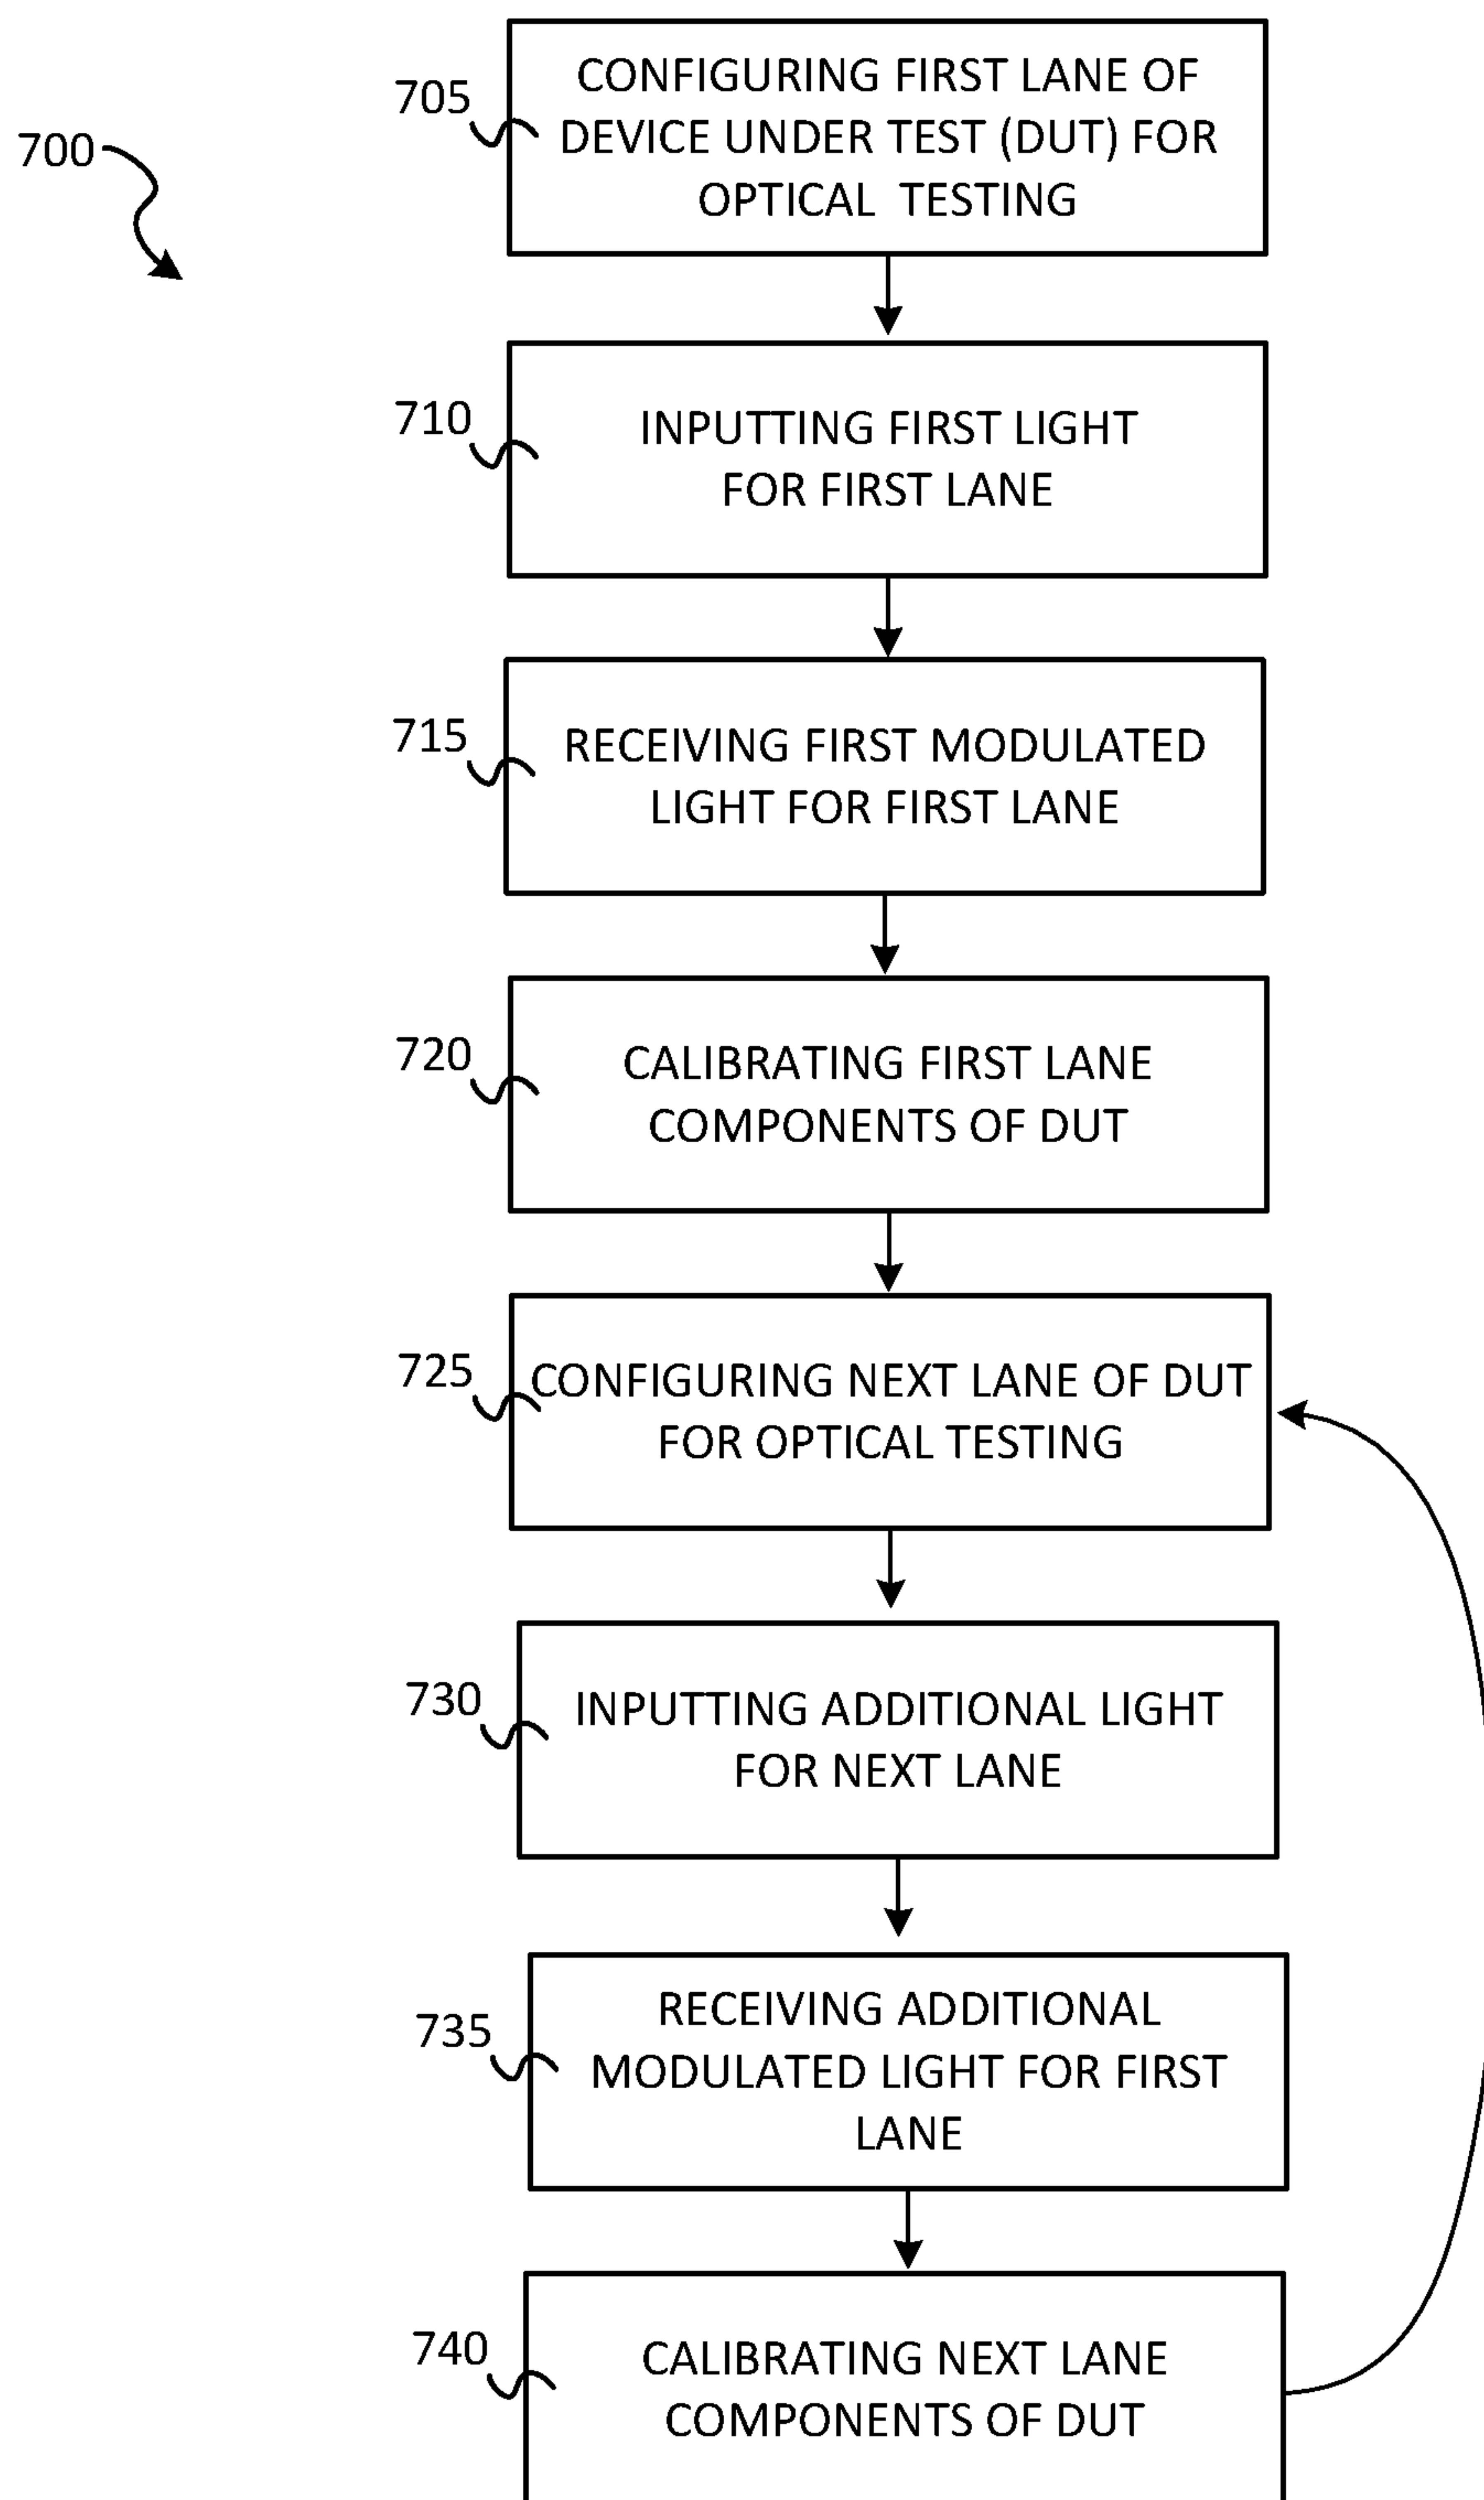 700
705
CONFIGURING FIRST LANE OF
DEVICE UNDER TEST (DUT) FOR
OPTICAL TESTING
710
INPUTTING FIRST LIGHT
FOR FIRST LANE
715
RECEIVING FIRST MODULATED
LIGHT FOR FIRST LANE
720
CALIBRATING FIRST LANE
COMPONENTS OF DUT
725
CONFIGURING NEXT LANE OF DUT
FOR OPTICAL TESTING
730
INPUTTING ADDITIONAL LIGHT
FOR NEXT LANE
735
RECEIVING ADDITIONAL
MODULATED LIGHT FOR FIRST
LANE
740
CALIBRATING NEXT LANE
COMPONENTS OF DUT